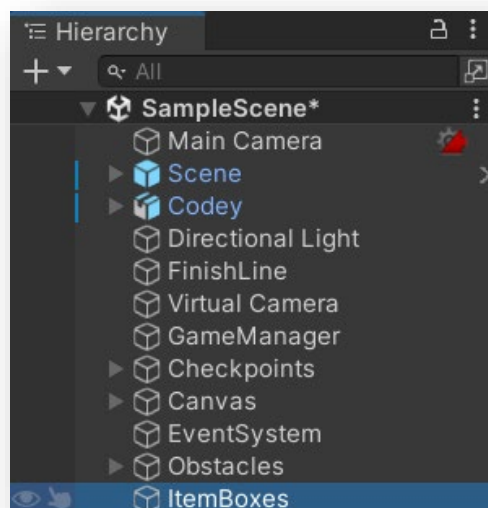 Hierarchy
All
SampleScene*
Main Camera
Scene
Codey
Directional Light
FinishLine
Virtual Camera
GameManager
Checkpoints
Canvas
EventSystem
Obstacles
ItemBoxes